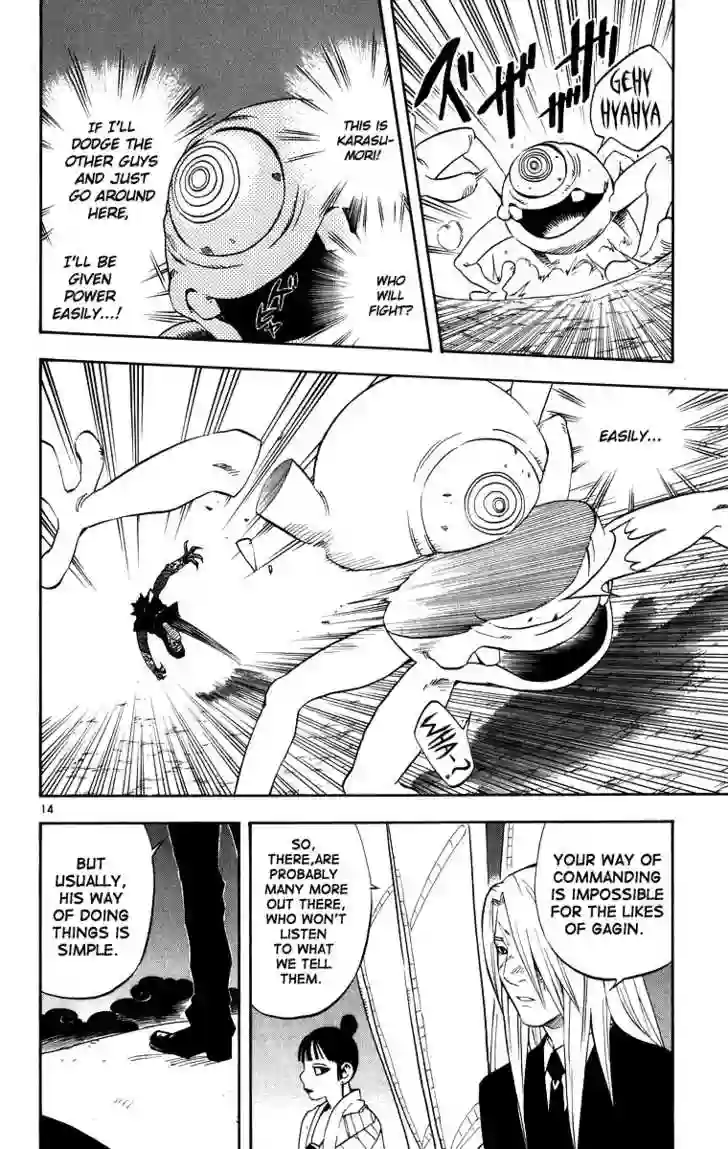 GEHY
HYAHYA
ズ
ズ
ズ
THIS IS
KARASU-
MORI!
WHO
WILL
FIGHT?
IF I'LL
DODGE THE
OTHER GUYS
AND JUST
GO AROUND
HERE,
I'LL BE
GIVEN
POWER
EASILY...!
EASILY...
WHA-?
14
YOUR WAY OF
COMMANDING
IS IMPOSSIBLE
FOR THE LIKES
OF GAGIN.
SO,
THERE,ARE
PROBABLY
MANY MORE
OUT THERE,
WHO WON'T
LISTEN
TO WHAT
WE TELL
THEM.
BUT
USUALLY,
HIS WAY
OF DOING
THINGS IS
SIMPLE.